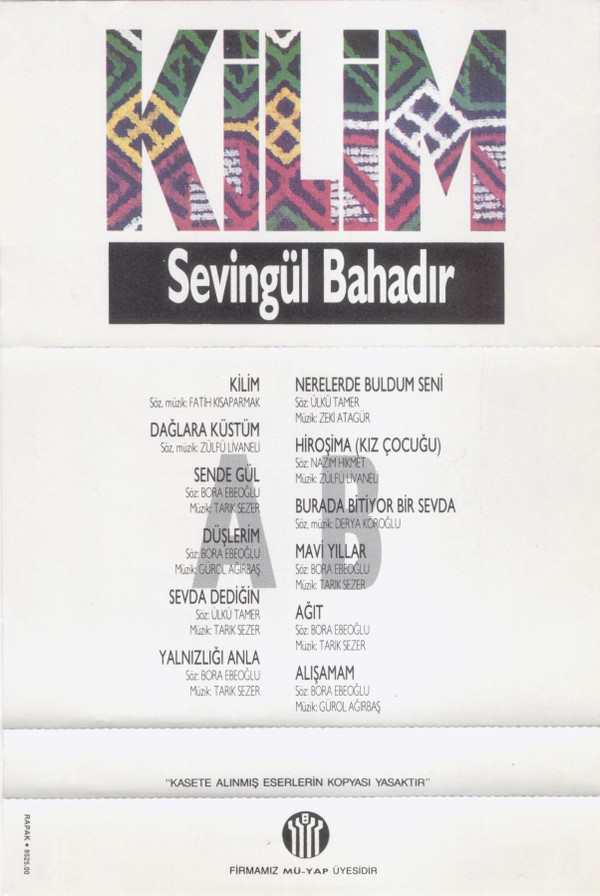 KİLİM
Sevingül Bahadır
KİLİM
Söz, müzik: FATİH KISAPARMAK
DAĞLARA KÜSTÜM
Söz, müzik: ZÜLFÜ LİVANELİ
SENDE GÜL
Söz: BORA EBEOĞLU
Müzik: TARIK SEZER
DÜŞLERİM
Söz: BORA EBEOĞLU
Müzik: GÜROL AĞIRBAŞ
SEVDA DEDİĞİN
Söz: ÜLKÜ TAMER
Müzik: TARIK SEZER
YALNIZLIĞI ANLA
Söz: BORA EBEOĞLU
Müzik: TARIK SEZER
A
NERELERDE BULDUM SENİ
Söz: ÜLKÜ TAMER
Müzik: ZEKİ ATAGÜR
HİROŞİMA (KIZ ÇOCUĞU)
Söz: NAZIM HİKMET
Müzik: ZÜLFÜ LİVANELİ
BURADA BİTİYOR BİR SEVDA
Söz, müzik: DERYA KÖROĞLU
MAVİ YILLAR
Söz: BORA EBEOĞLU
Müzik: TARIK SEZER
AĞIT
Söz: BORA EBEOĞLU
Müzik: TARIK SEZER
ALIŞAMAM
Söz: BORA EBEOĞLU
Müzik: GÜROL AĞIRBAŞ
B
"KASETE ALINMIŞ ESERLERİN KOPYASI YASAKTIR"
RAPAK • 9525.00
B
FİRMAMIZ MÜ-YAP ÜYESİDİR